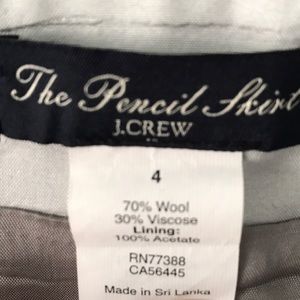 The Pencil Skirt
J.CREW
4
70% Wool
30% Viscose
Lining:
100% Acetate
RN77388
CA56445
Made in Sri Lanka